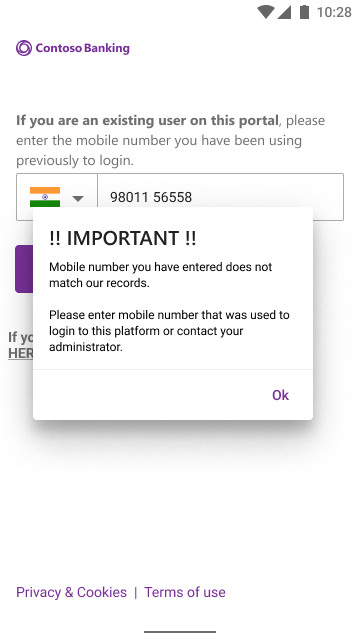 10:28
Contoso Banking
If you are an existing user on this portal, please
enter the mobile number you have been using
previously to login.
98011 56558
!! IMPORTANT !!
Mobile number you have entered does not
match our records.
Please enter mobile number that was used to
login to this platform or contact your
administrator.
If
HER
Ok
Privacy & Cookies | Terms of use